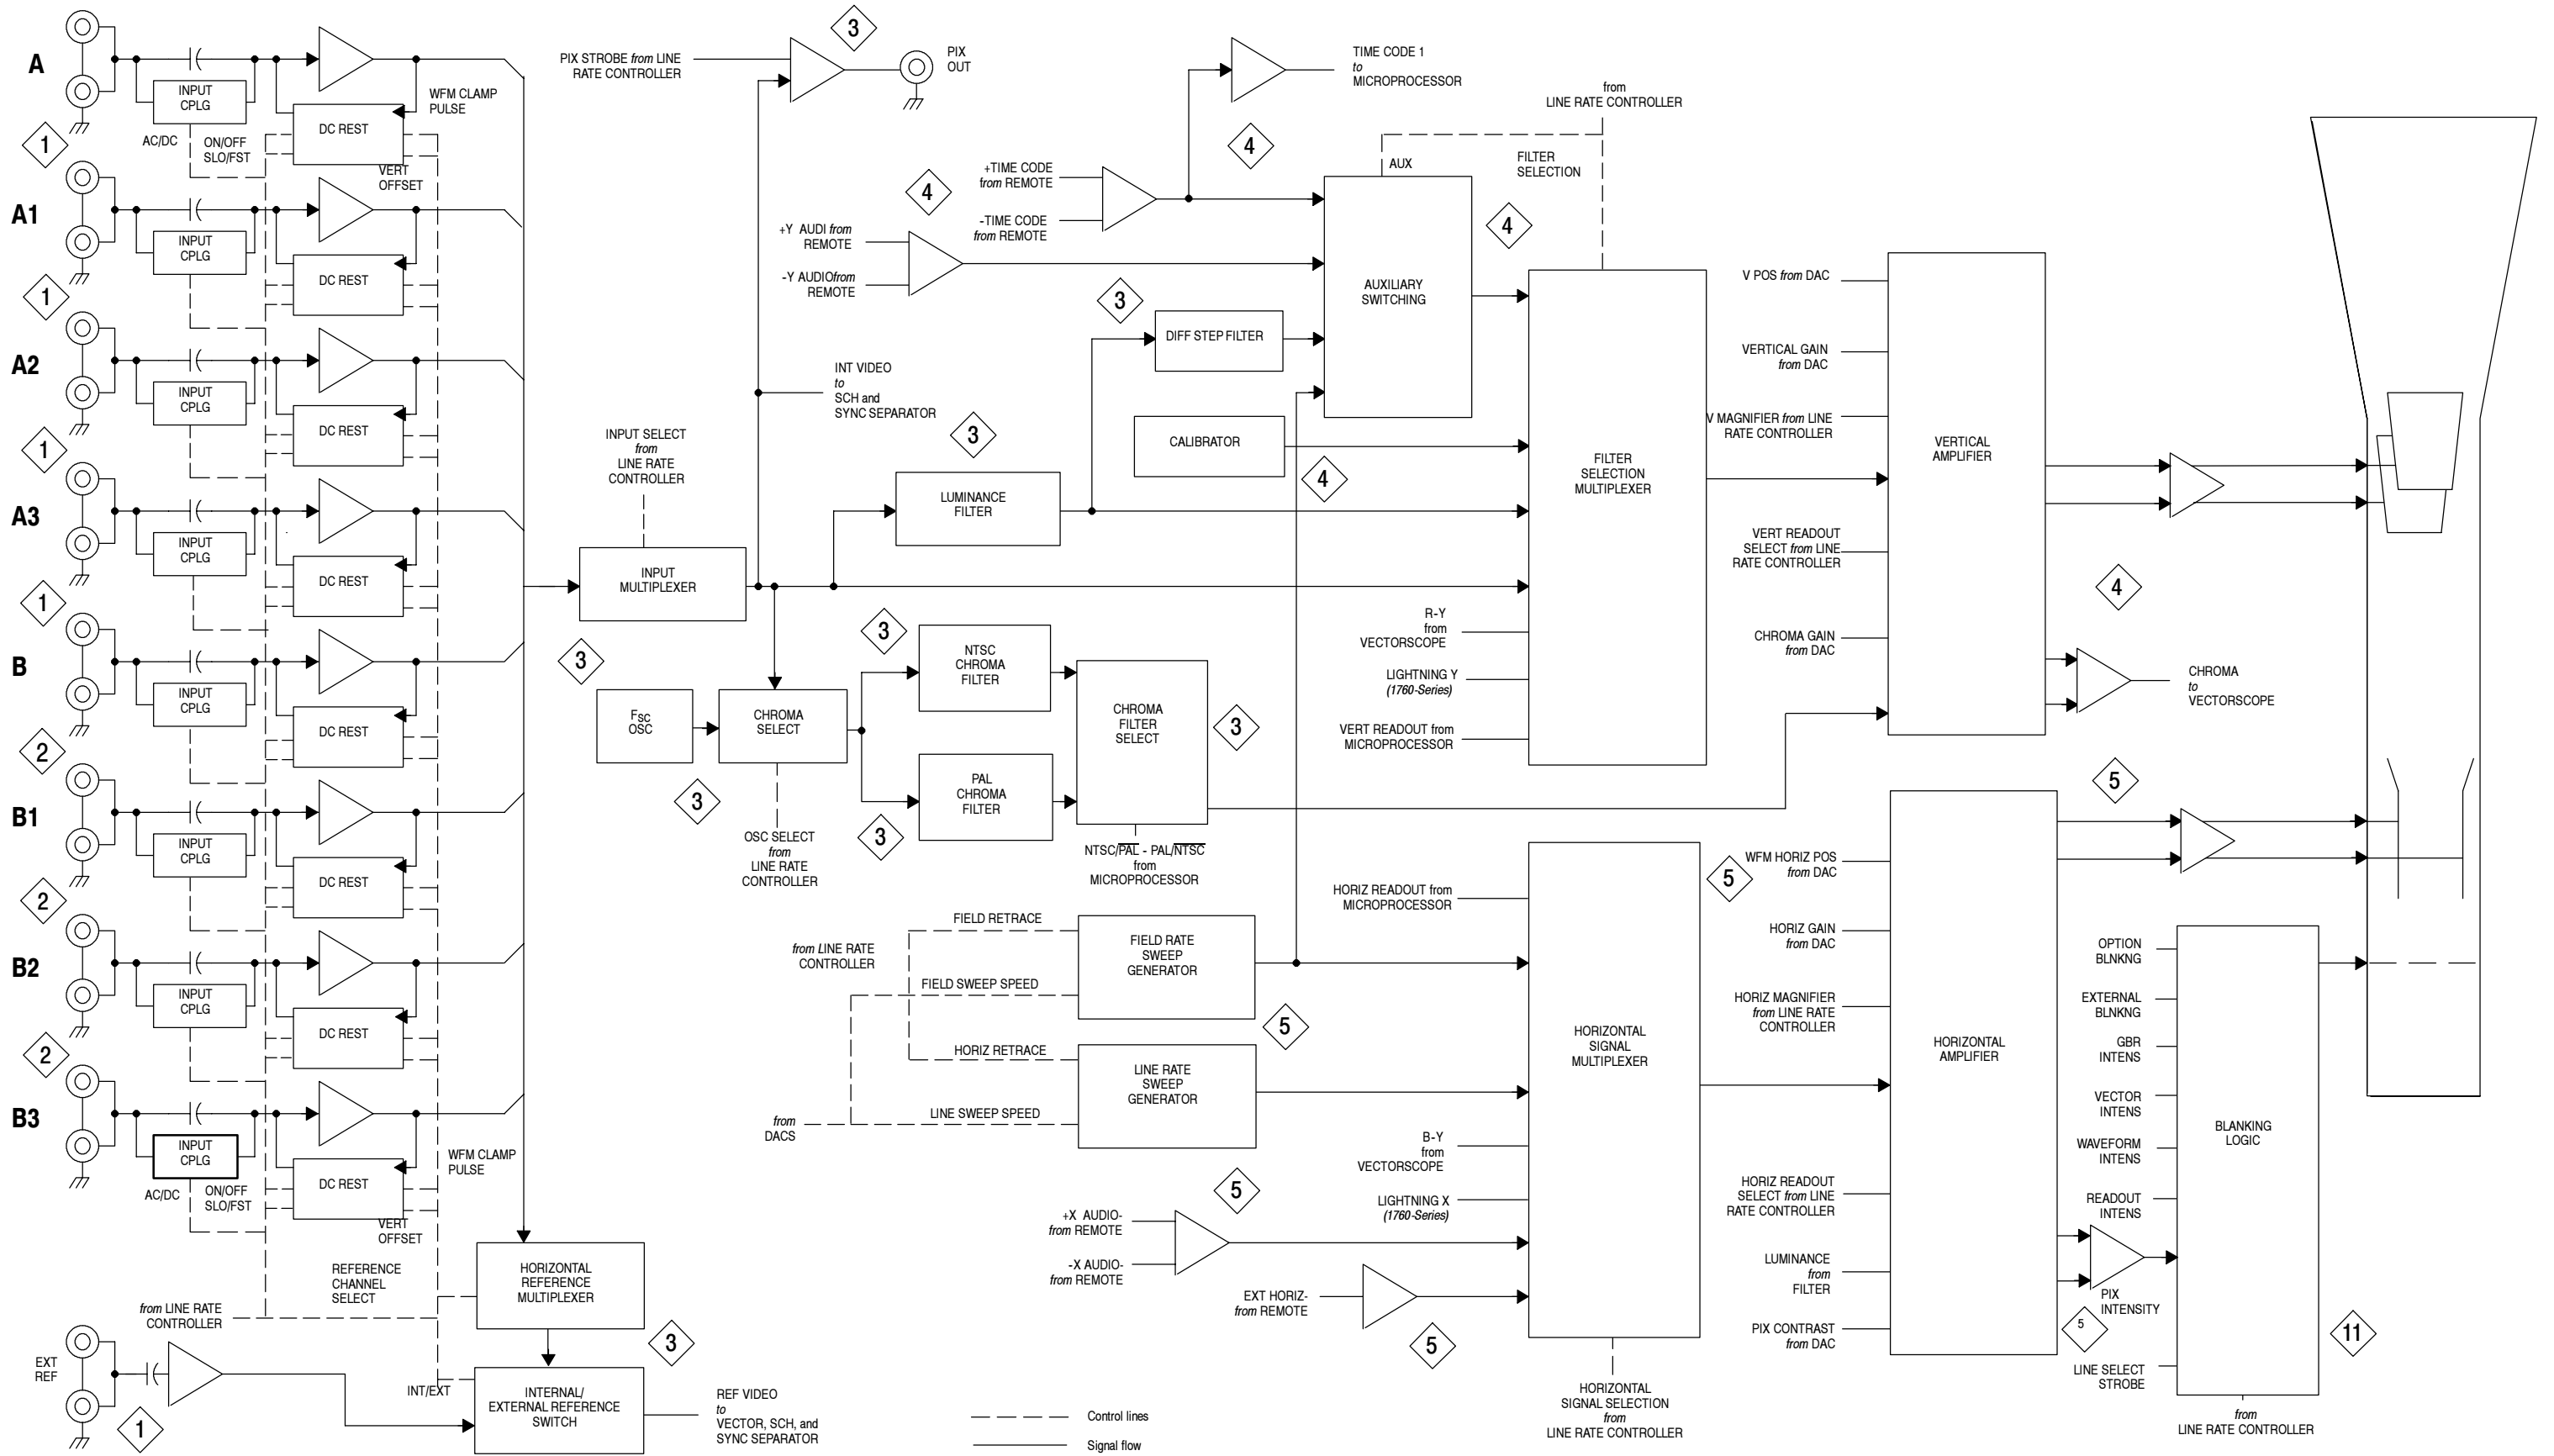 A
INPUT
CPLG
AC/DC
ON/OFF
SLO/FST
DC REST
WFM CLAMP
PULSE
VERT
OFFSET
1
A1
INPUT
CPLG
DC REST
1
A2
INPUT
CPLG
DC REST
1
A3
INPUT
CPLG
DC REST
1
B
INPUT
CPLG
DC REST
2
B1
INPUT
CPLG
DC REST
2
B2
INPUT
CPLG
DC REST
2
B3
INPUT
CPLG
AC/DC
ON/OFF
SLO/FST
DC REST
WFM CLAMP
PULSE
VERT
OFFSET
REFERENCE
CHANNEL
SELECT
from LINE RATE
CONTROLLER
EXT
REF
1
INT/EXT
HORIZONTAL
REFERENCE
MULTIPLEXER
3
INTERNAL/
EXTERNAL REFERENCE
SWITCH
REF VIDEO
to
VECTOR, SCH, and
SYNC SEPARATOR
PIX STROBE from LINE
RATE CONTROLLER
3
PIX
OUT
INT VIDEO
to
SCH and
SYNC SEPARATOR
INPUT SELECT
from
LINE RATE
CONTROLLER
INPUT
MULTIPLEXER
3
FSC
OSC
CHROMA
SELECT
3
OSC SELECT
from
LINE RATE
CONTROLLER
3
NTSC
CHROMA
FILTER
PAL
CHROMA
FILTER
3
CHROMA
FILTER
SELECT
3
NTSC/PAL - PAL/NTSC
from
MICROPROCESSOR
3
LUMINANCE
FILTER
3
DIFF STEP FILTER
CALIBRATOR
4
TIME CODE 1
to
MICROPROCESSOR
4
+TIME CODE
from REMOTE
-TIME CODE
from REMOTE
4
+Y AUDI from
REMOTE
-Y AUDIOfrom
REMOTE
from
LINE RATE CONTROLLER
AUX
FILTER
SELECTION
AUXILIARY
SWITCHING
4
FILTER
SELECTION
MULTIPLEXER
R-Y
from
VECTORSCOPE
LIGHTNING Y
(1760-Series)
VERT READOUT from
MICROPROCESSOR
V POS from DAC
VERTICAL GAIN
from DAC
V MAGNIFIER from LINE
RATE CONTROLLER
VERT READOUT
SELECT from LINE
RATE CONTROLLER
CHROMA GAIN
from DAC
VERTICAL
AMPLIFIER
4
CHROMA
to
VECTORSCOPE
from LINE RATE
CONTROLLER
FIELD RETRACE
FIELD SWEEP SPEED
HORIZ RETRACE
LINE SWEEP SPEED
from
DACS
FIELD RATE
SWEEP
GENERATOR
5
LINE RATE
SWEEP
GENERATOR
HORIZ READOUT from
MICROPROCESSOR
B-Y
from
VECTORSCOPE
LIGHTNING X
(1760-Series)
+X AUDIO-
from REMOTE
-X AUDIO-
from REMOTE
5
EXT HORIZ-
from REMOTE
5
HORIZONTAL
SIGNAL
MULTIPLEXER
5
HORIZONTAL
SIGNAL SELECTION
from
LINE RATE CONTROLLER
WFM HORIZ POS
from DAC
HORIZ GAIN
from DAC
HORIZ MAGNIFIER
from LINE RATE
CONTROLLER
HORIZ READOUT
SELECT from LINE
RATE CONTROLLER
LUMINANCE
from
FILTER
PIX CONTRAST
from DAC
HORIZONTAL
AMPLIFIER
5
PIX
INTENSITY
5
OPTION
BLNKNG
EXTERNAL
BLNKNG
GBR
INTENS
VECTOR
INTENS
WAVEFORM
INTENS
READOUT
INTENS
LINE SELECT
STROBE
BLANKING
LOGIC
11
from
LINE RATE CONTROLLER
Control lines
Signal flow